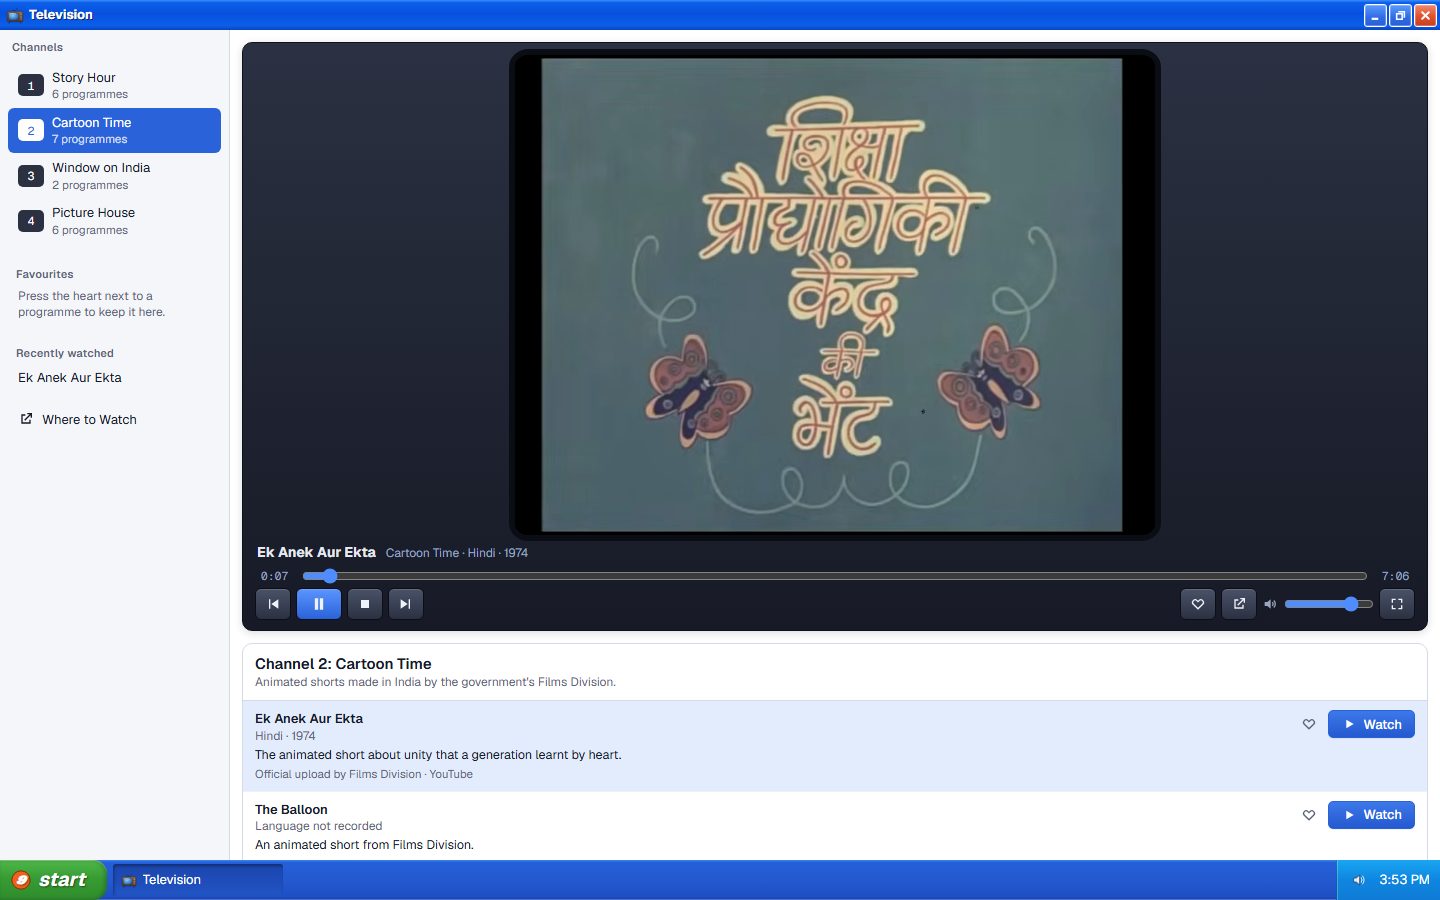 Television
Channels
1
Story Hour
6 programmes
2
Cartoon Time
7 programmes
3
Window on India
2 programmes
4
Picture House
6 programmes
Favourites
Press the heart next to a
programme to keep it here.
Recently watched
Ek Anek Aur Ekta
Where to Watch
शिक्षा
प्रौद्योगिकी
केंद्र
की
भेंट
Ek Anek Aur Ekta Cartoon Time · Hindi · 1974
0:07 7:06
Channel 2: Cartoon Time
Animated shorts made in India by the government's Films Division.
Ek Anek Aur Ekta
Hindi · 1974
The animated short about unity that a generation learnt by heart.
Official upload by Films Division · YouTube
Watch
The Balloon
Language not recorded
An animated short from Films Division.
Watch
start
Television
3:53 PM